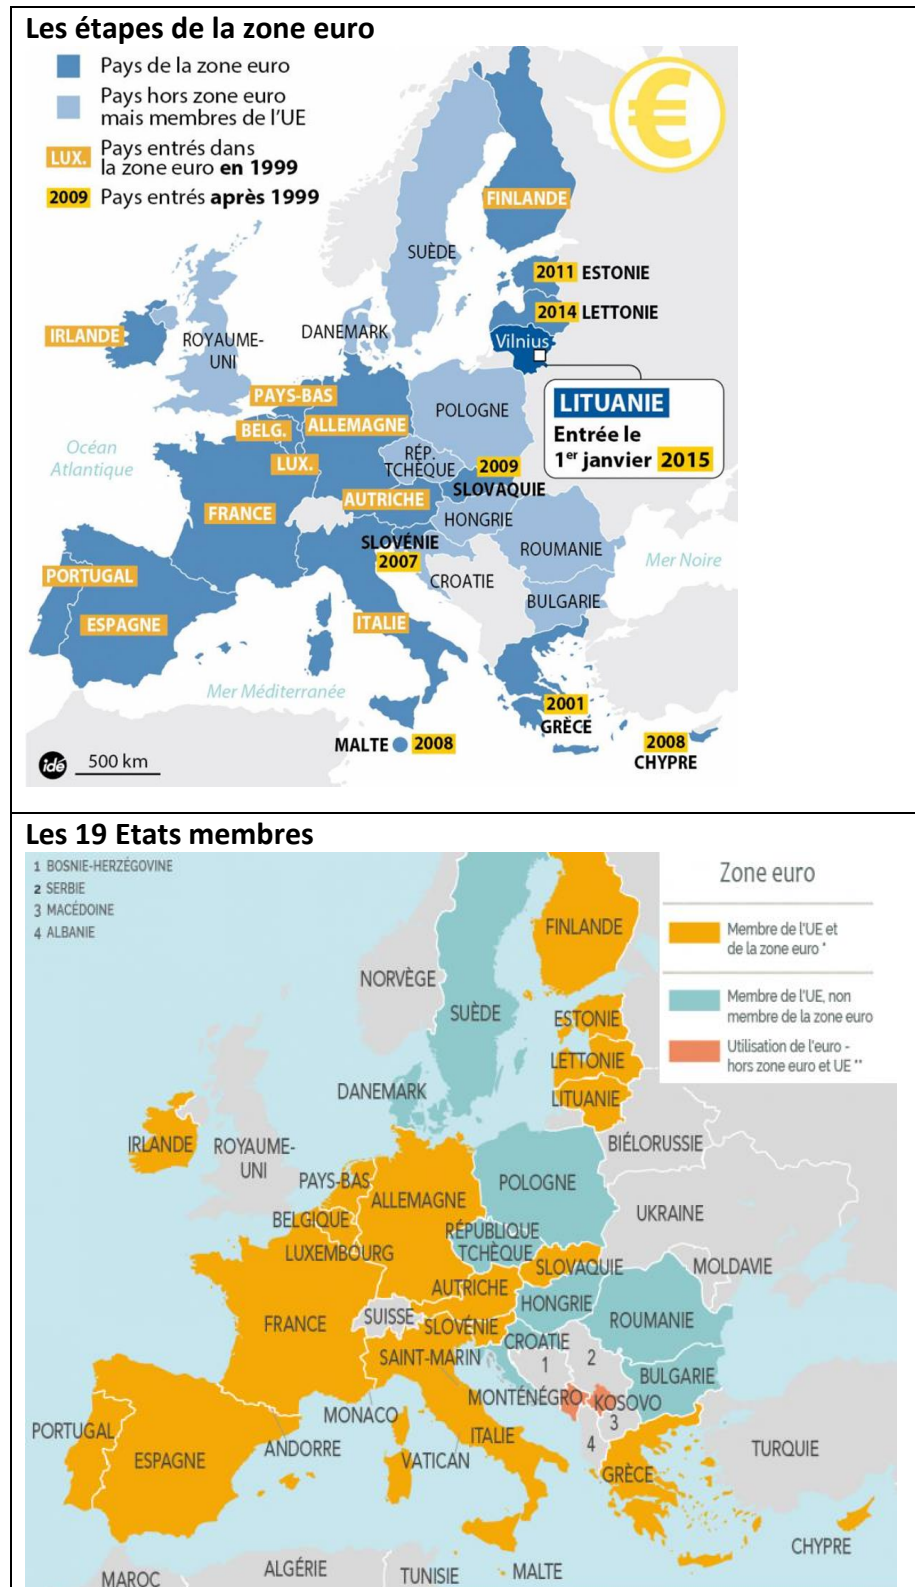 Les étapes de la zone euro
Pays de la zone euro
Pays hors zone euro
mais membres de l'UE
LUX. Pays entrés dans
la zone euro en 1999
2009 Pays entrés après 1999
€
FINLANDE
SUÈDE
2011 ESTONIE
2014 LETTONIE
IRLANDE
ROYAUME-
UNI
DANEMARK
Vilnius
PAYS-BAS
LITUANIE
Entrée le
1er janvier 2015
BELG.
ALLEMAGNE
POLOGNE
Océan
Atlantique
LUX.
RÉP.
TCHÈQUE
2009
SLOVAQUIE
AUTRICHE
FRANCE
HONGRIE
SLOVÉNIE
2007
ROUMANIE
Mer Noire
PORTUGAL
CROATIE
BULGARIE
ESPAGNE
ITALIE
Mer Méditerranée
2001
GRÈCE
MALTE 2008
2008
CHYPRE
idé 500 km
Les 19 Etats membres
1 BOSNIE-HERZÉGOVINE
2 SERBIE
3 MACÉDOINE
4 ALBANIE
Zone euro
Membre de l'UE et
de la zone euro *
Membre de l'UE, non
membre de la zone euro
Utilisation de l'euro -
hors zone euro et UE **
FINLANDE
NORVÈGE
SUÈDE
ESTONIE
LETTONIE
DANEMARK
LITUANIE
IRLANDE
ROYAUME-
UNI
BIÉLORUSSIE
PAYS-BAS
ALLEMAGNE
POLOGNE
BELGIQUE
UKRAINE
LUXEMBOURG
RÉPUBLIQUE
TCHÈQUE
SLOVAQUIE
MOLDAVIE
AUTRICHE
HONGRIE
FRANCE
SUISSE
SLOVÉNIE
ROUMANIE
CROATIE
SAINT-MARIN
1
2
BULGARIE
MONTÉNÉGRO
KOSOVO
MONACO
3
PORTUGAL
ESPAGNE
ANDORRE
VATICAN
ITALIE
4
TURQUIE
GRÈCE
CHYPRE
MAROC
ALGÉRIE
TUNISIE
MALTE